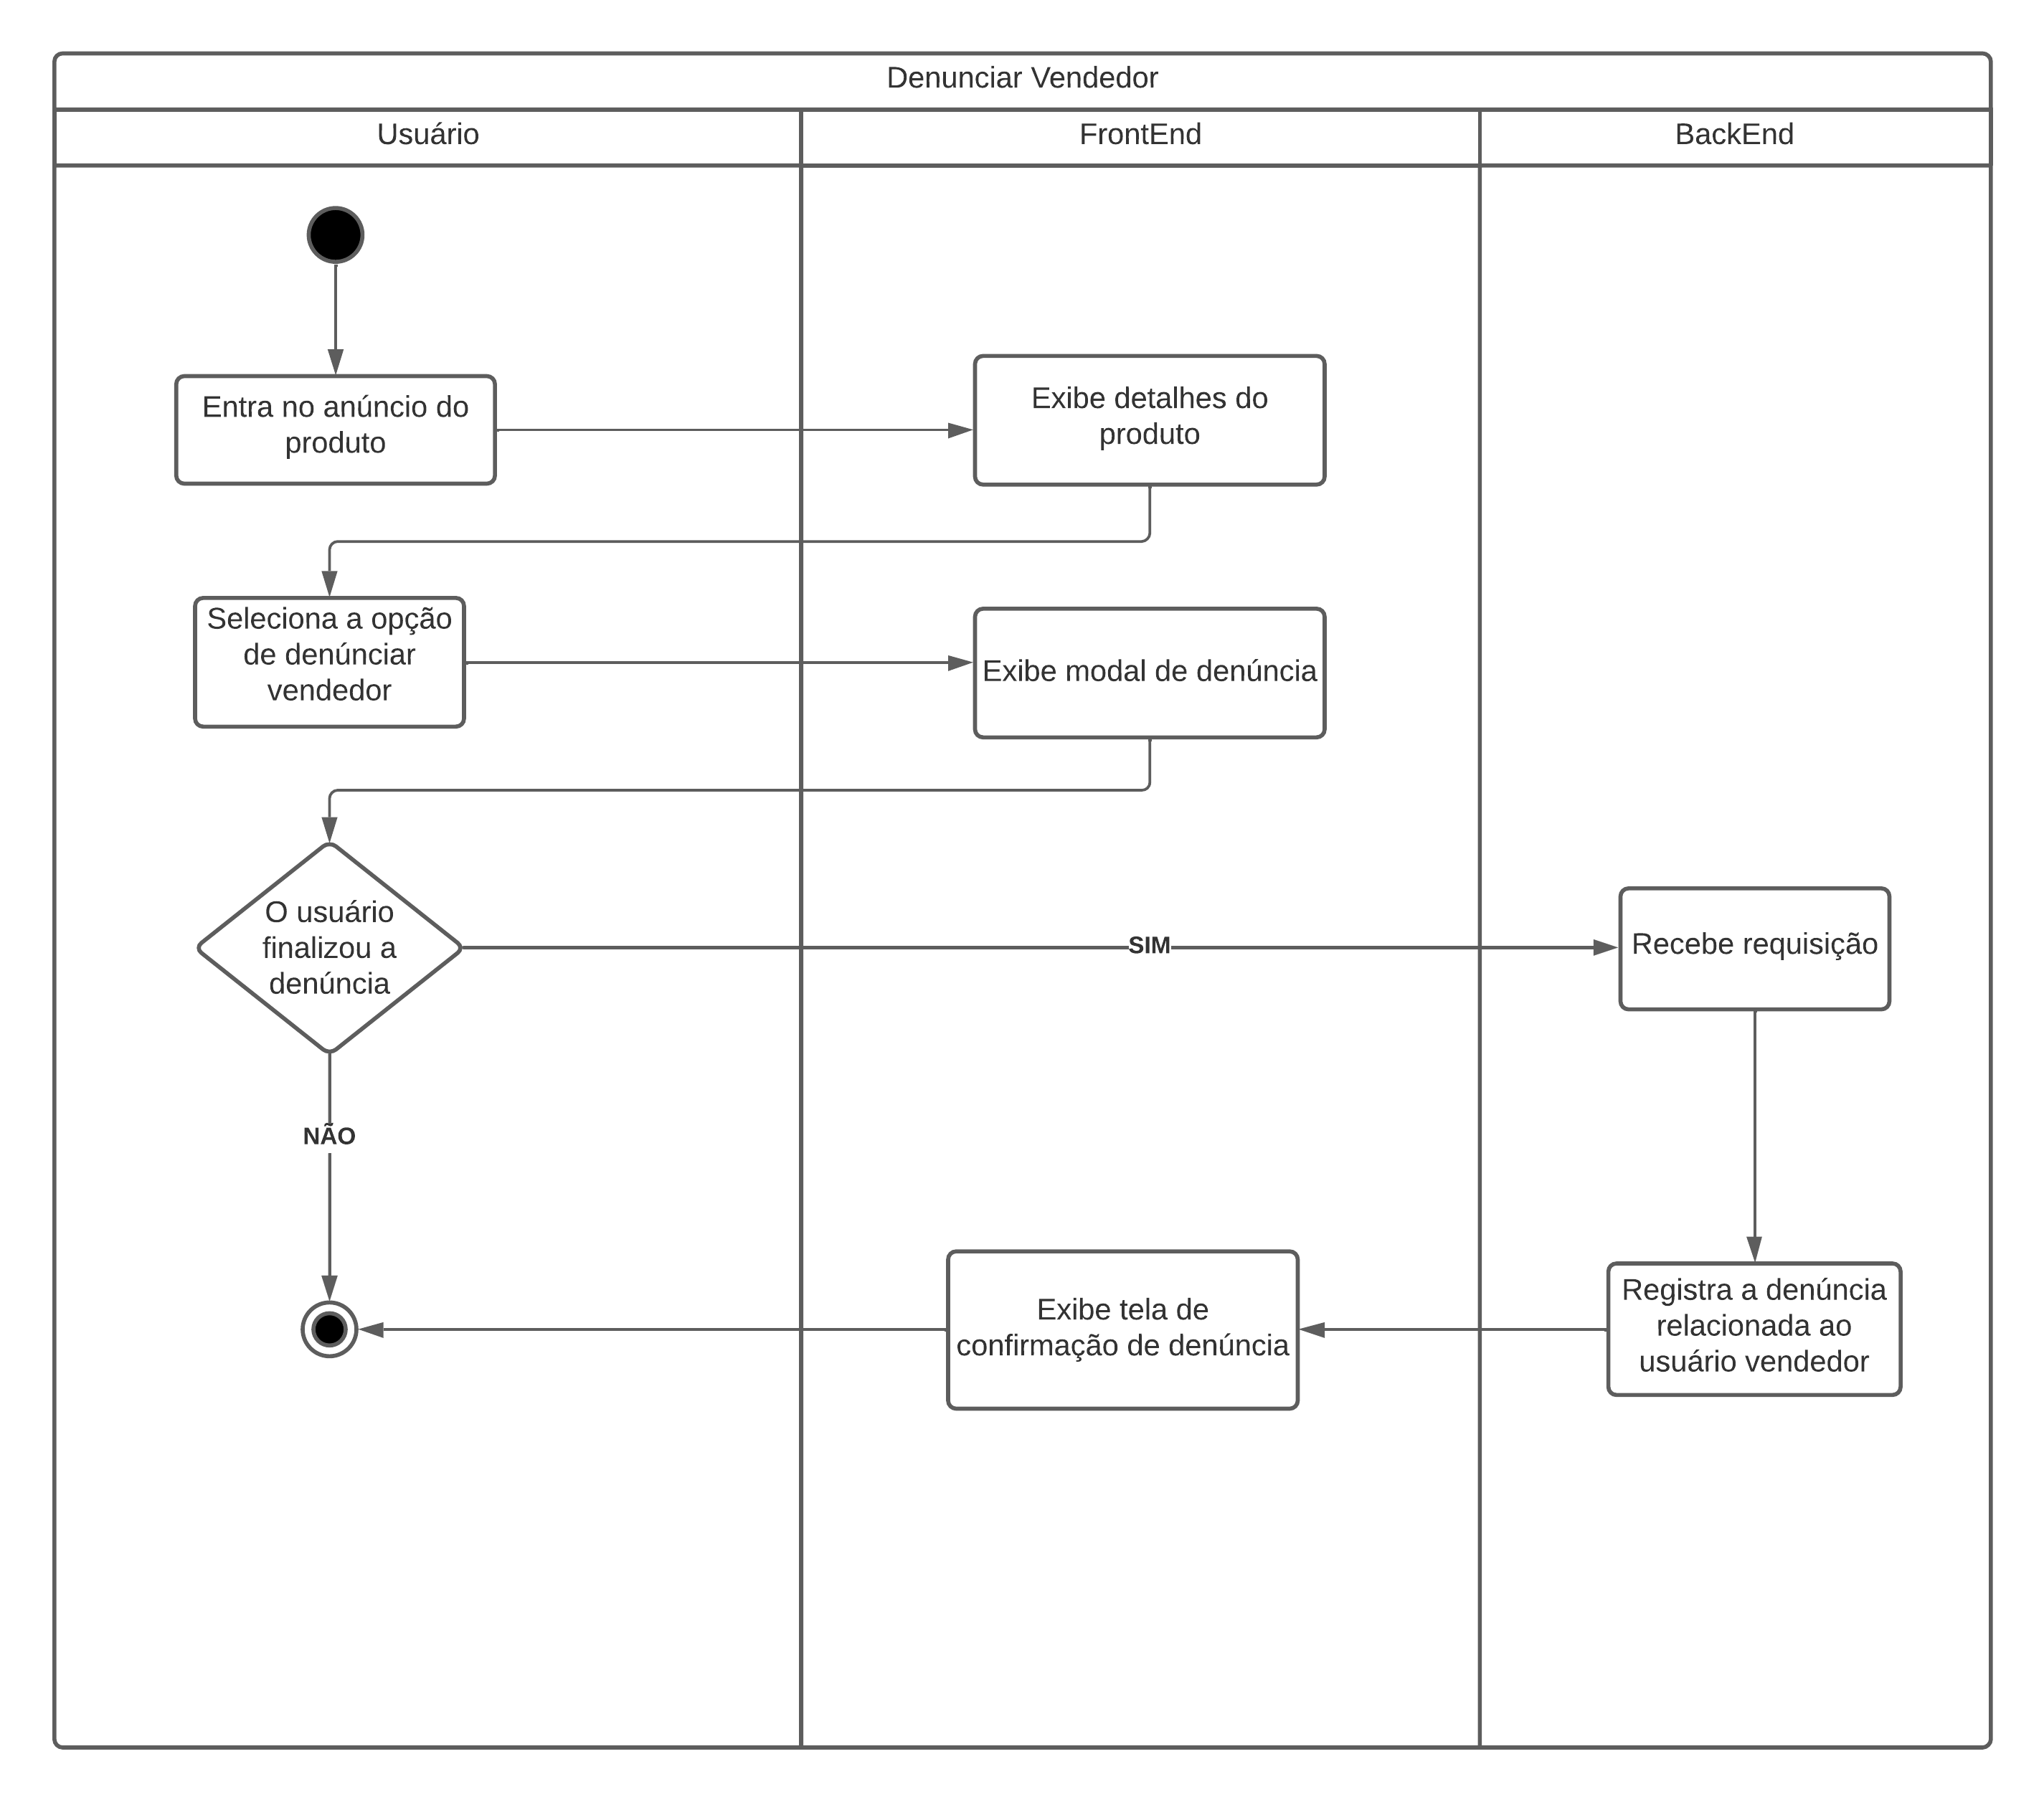 Denunciar Vendedor
Usuário
FrontEnd
BackEnd
Entra no anúncio do
produto
Exibe detalhes do
produto
Seleciona a opção
de denúnciar
vendedor
Exibe modal de denúncia
O usuário
finalizou a
denúncia
SIM
Recebe requisição
NÃO
Exibe tela de
confirmação de denúncia
Registra a denúncia
relacionada ao
usuário vendedor